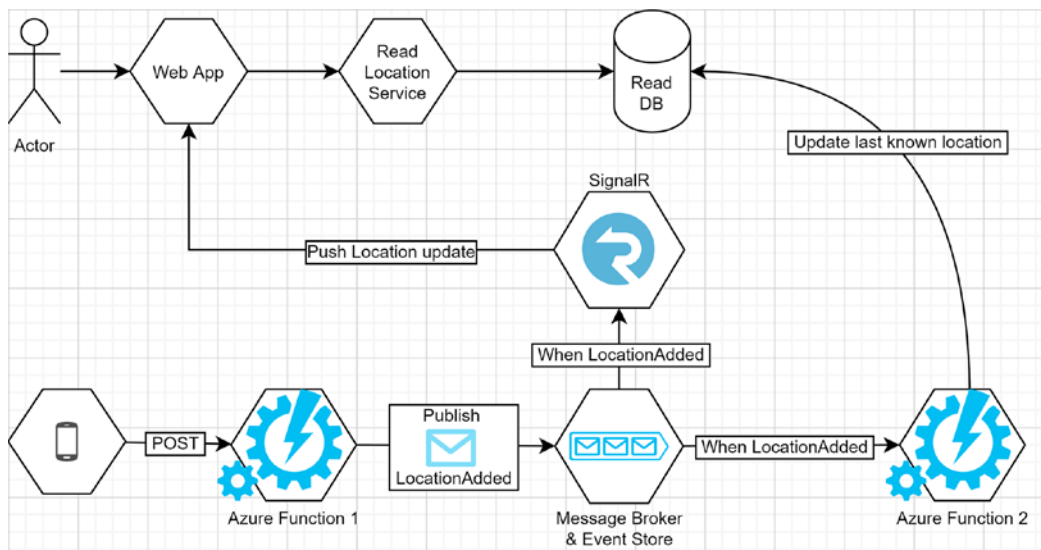 Web App
Read
Location
Service
Read
DB
Actor
Update last known location
SignalR
Push Location update
When LocationAdded
POST
Publish
LocationAdded
When LocationAdded
Azure Function 1
Message Broker
& Event Store
Azure Function 2